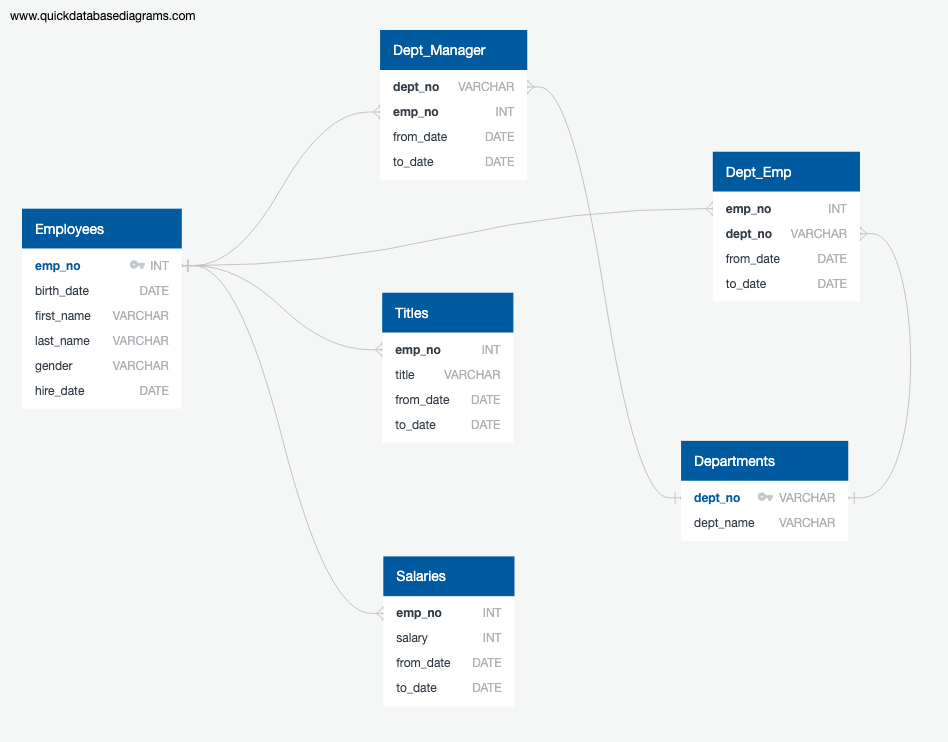 www.quickdatabasediagrams.com
Dept_Manager
dept_no VARCHAR
emp_no INT
from_date DATE
to_date DATE
Dept_Emp
emp_no INT
dept_no VARCHAR
from_date DATE
to_date DATE
Employees
emp_no INT
birth_date DATE
first_name VARCHAR
last_name VARCHAR
gender VARCHAR
hire_date DATE
Titles
emp_no INT
title VARCHAR
from_date DATE
to_date DATE
Departments
dept_no VARCHAR
dept_name VARCHAR
Salaries
emp_no INT
salary INT
from_date DATE
to_date DATE